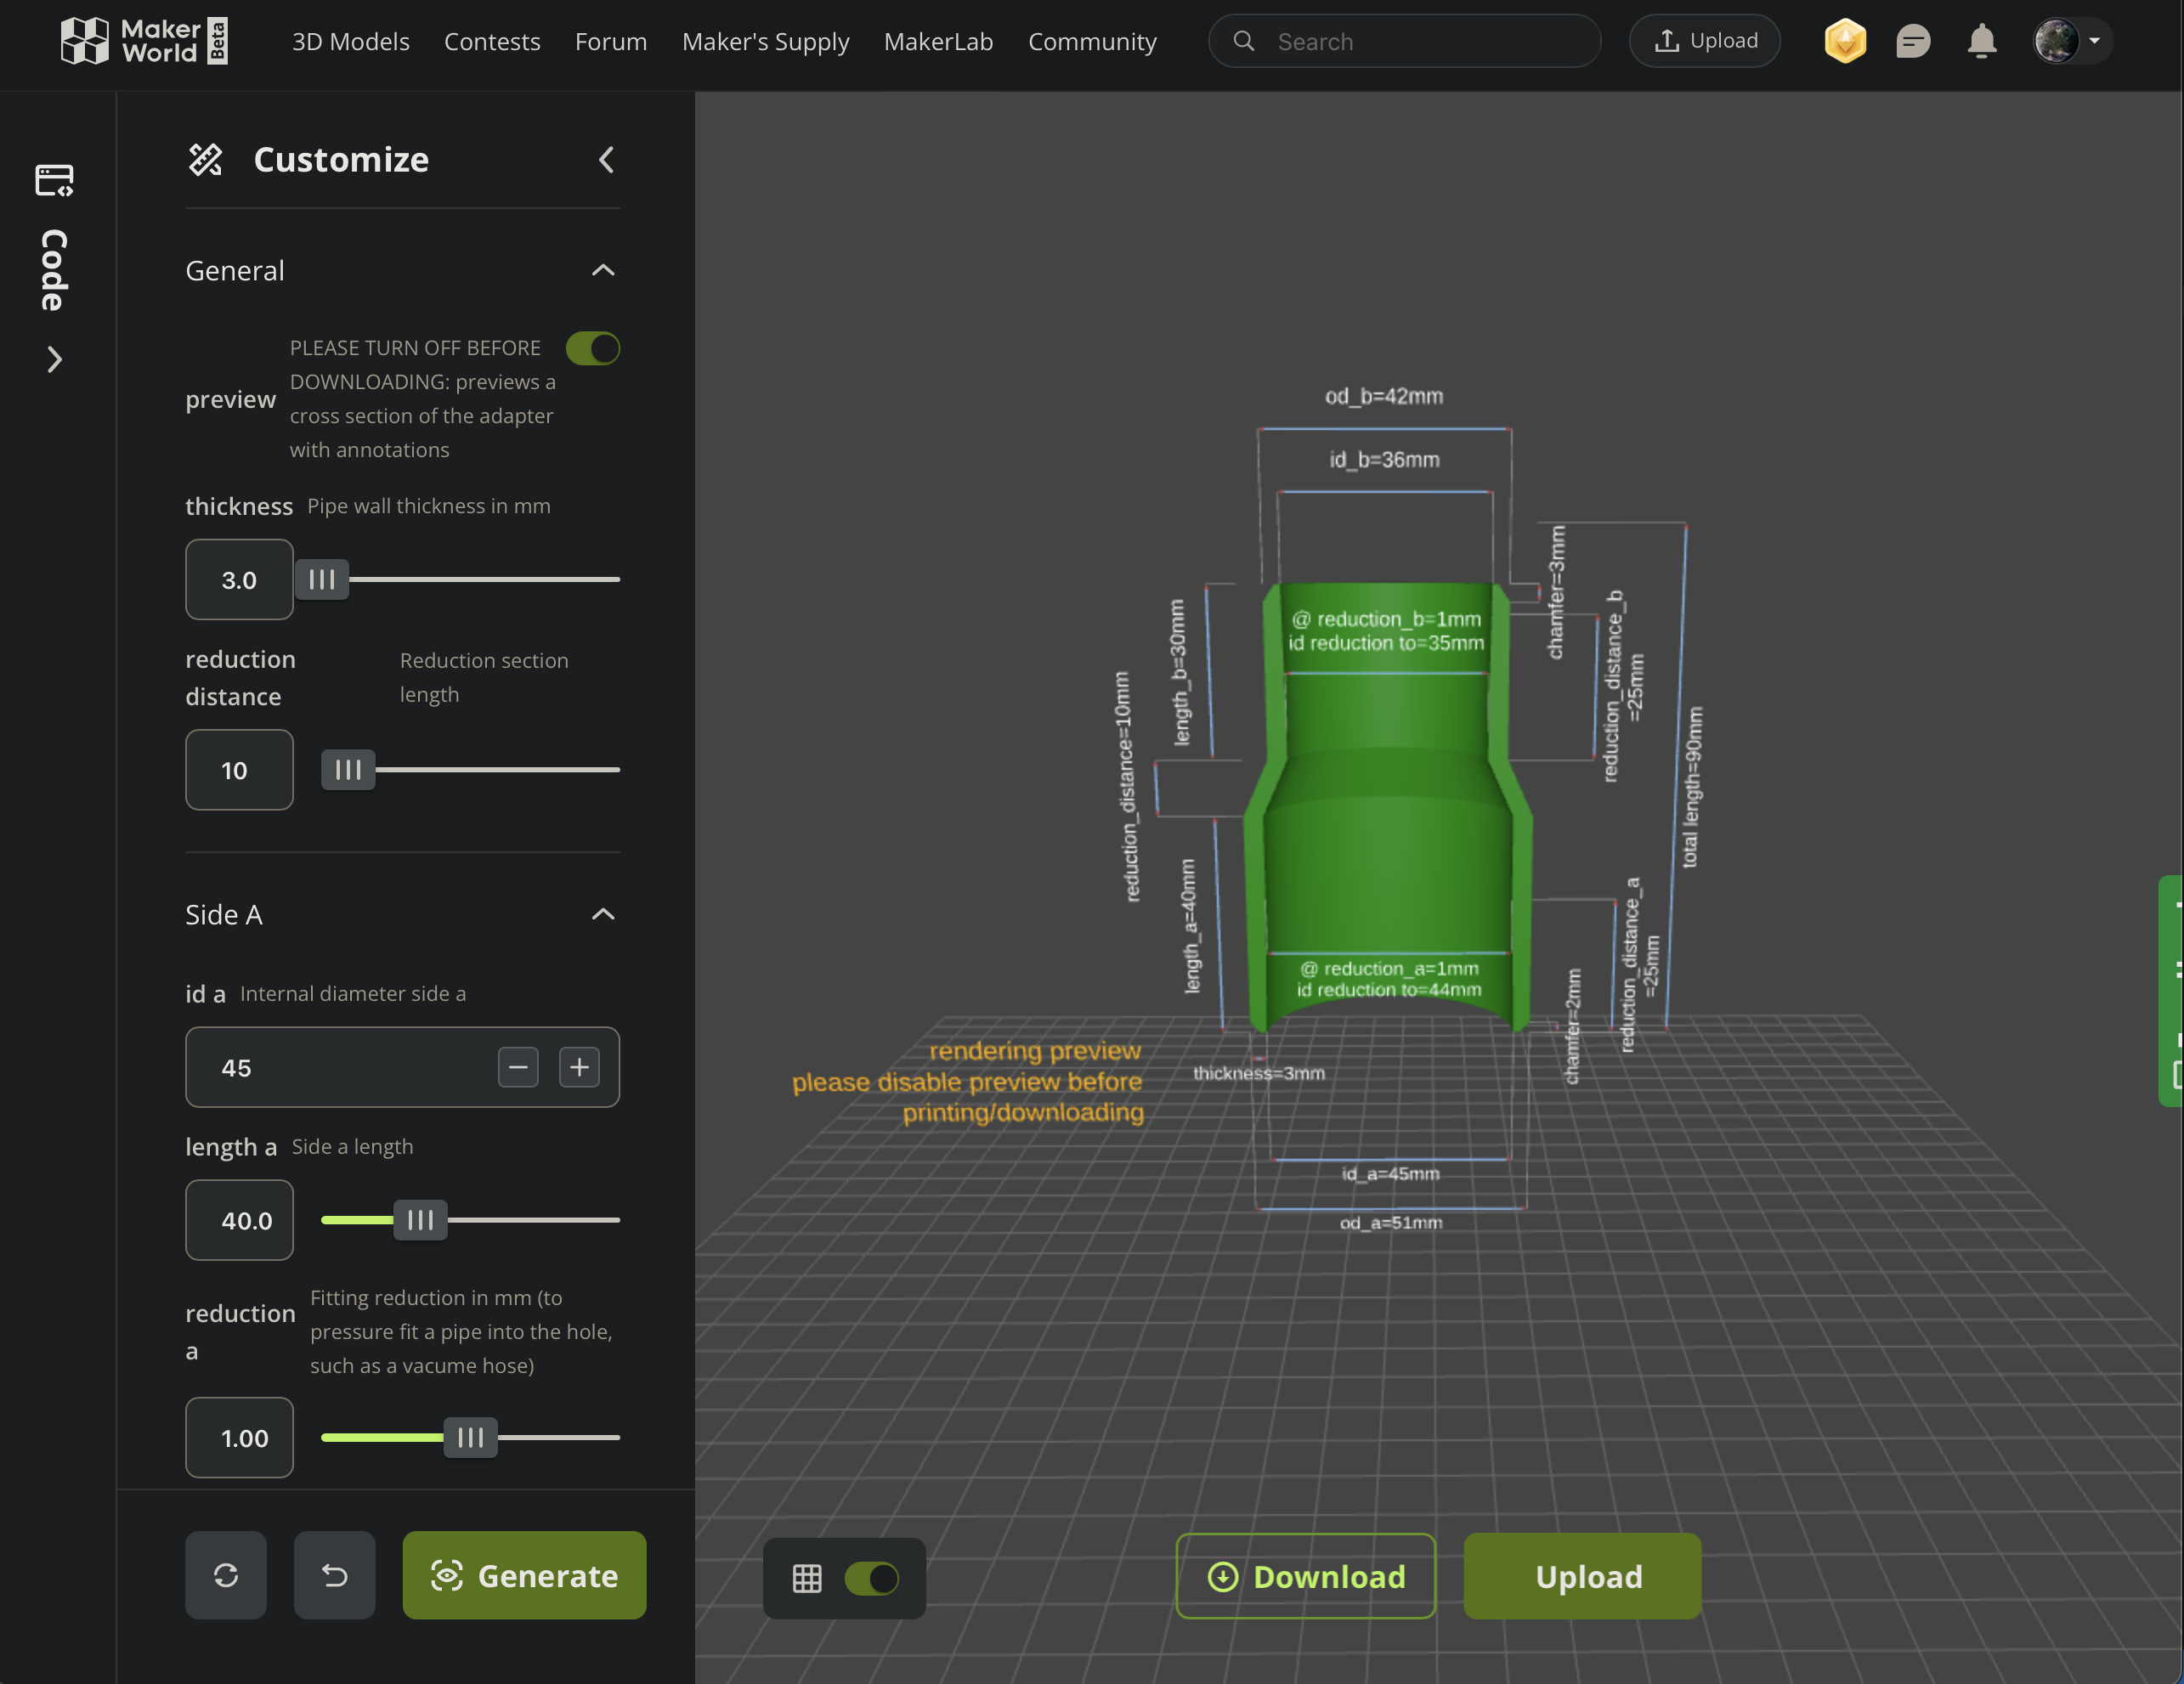 Maker
World
Beta
3D Models
Contests
Forum
Maker's Supply
MakerLab
Community
Search
Upload
Code
Customize
General
preview
PLEASE TURN OFF BEFORE
DOWNLOADING: previews a
cross section of the adapter
with annotations
thickness Pipe wall thickness in mm
3.0
reduction
distance
Reduction section
length
10
Side A
id a Internal diameter side a
45
length a Side a length
40.0
reduction
a
Fitting reduction in mm (to
pressure fit a pipe into the hole,
such as a vacume hose)
1.00
Generate
od_b=42mm
id_b=36mm
@ reduction_b=1mm
id reduction to=35mm
chamfer=3mm
length_b=30mm
reduction_distance_b
=25mm
reduction_distance=10mm
total length=90mm
length_a=40mm
@ reduction_a=1mm
id reduction to=44mm
reduction_distance_a
=25mm
chamfer=2mm
rendering preview
please disable preview before
printing/downloading
thickness=3mm
id_a=45mm
od_a=51mm
Download
Upload